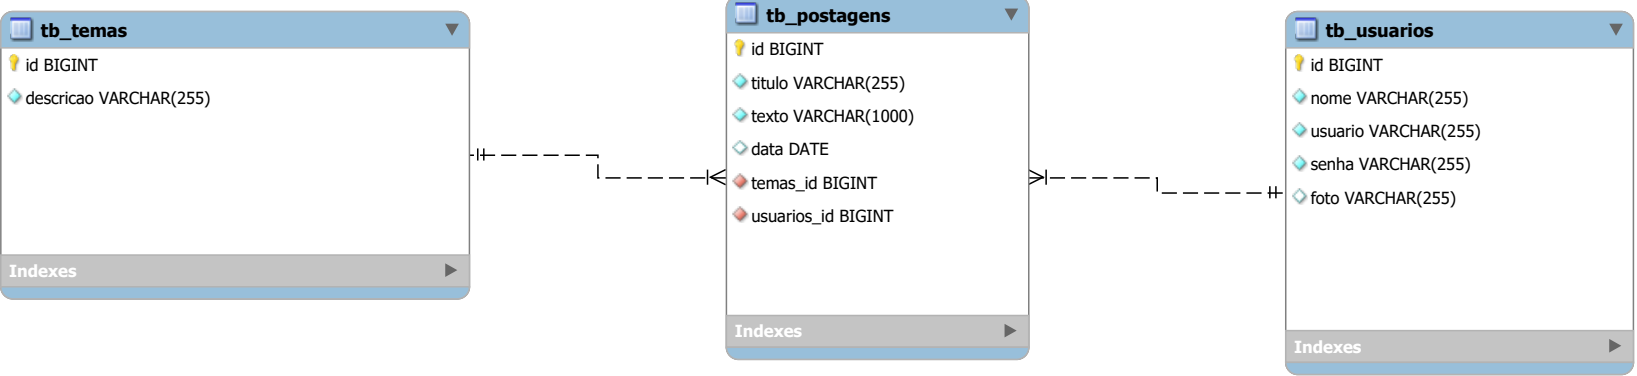 tb_temas
id BIGINT
descricao VARCHAR(255)
Indexes
tb_postagens
id BIGINT
titulo VARCHAR(255)
texto VARCHAR(1000)
data DATE
temas_id BIGINT
usuarios_id BIGINT
Indexes
tb_usuarios
id BIGINT
nome VARCHAR(255)
usuario VARCHAR(255)
senha VARCHAR(255)
foto VARCHAR(255)
Indexes